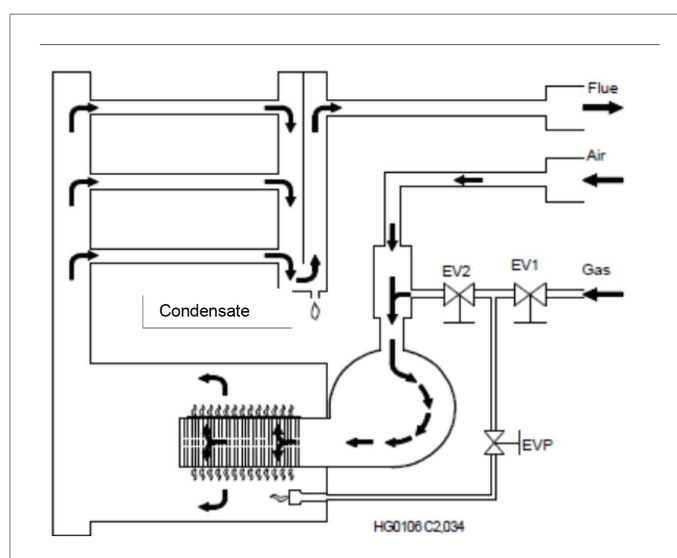 Flue
Air
EV2
EV1
Gas
Condensate
EVP
HG0106 C2,034